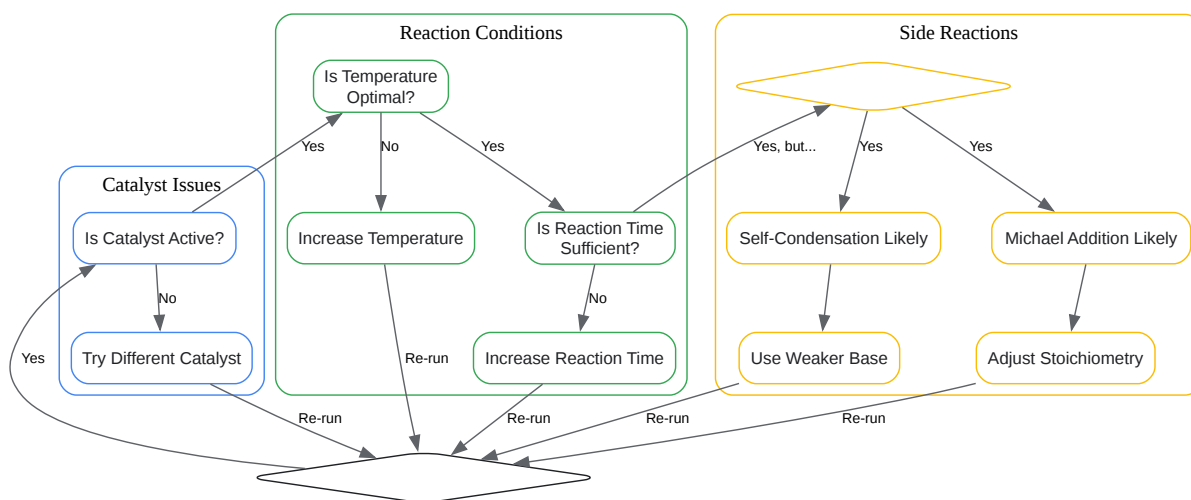 Reaction Conditions
Side Reactions
Is Temperature
Optimal?
Yes
No
Yes
Yes, but...
Yes
Yes
Catalyst Issues
Is Catalyst Active?
Increase Temperature
Is Reaction Time
Sufficient?
Self-Condensation Likely
Michael Addition Likely
No
No
Yes
Try Different Catalyst
Re-run
Increase Reaction Time
Use Weaker Base
Adjust Stoichiometry
Re-run
Re-run
Re-run
Re-run